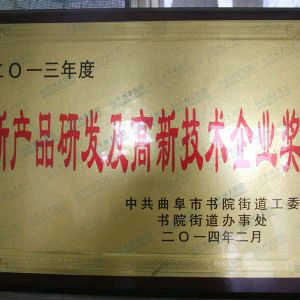 二〇一三年度
新产品研发及高新技术企业奖
中共曲阜市书院街道工委
书院街道办事处
二〇一四年二月